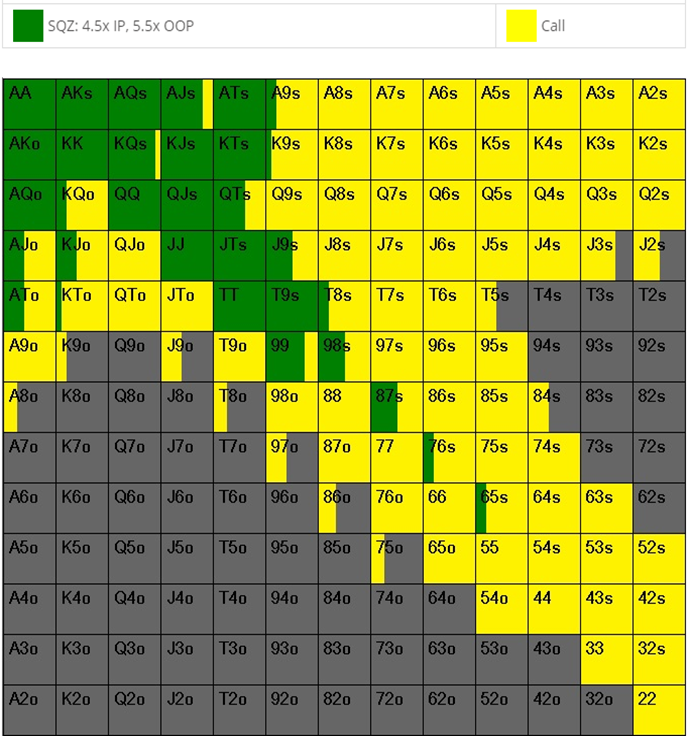 SQZ: 4.5x IP, 5.5x OOP Call
AA AKs AQs AJs ATs A9s A8s A7s A6s A5s A4s A3s A2s
AKo KK KQs KJs KTs K9s K8s K7s K6s K5s K4s K3s K2s
AQo KQo QQ QJs QTs Q9s Q8s Q7s Q6s Q5s Q4s Q3s Q2s
AJo KJo QJo JJ JTs J9s J8s J7s J6s J5s J4s J3s J2s
ATo KTo QTo JTo TT T9s T8s T7s T6s T5s T4s T3s T2s
A9o K9o Q9o J9o T9o 99 98s 97s 96s 95s 94s 93s 92s
A8o K8o Q8o J8o T8o 98o 88 87s 86s 85s 84s 83s 82s
A7o K7o Q7o J7o T7o 97o 87o 77 76s 75s 74s 73s 72s
A6o K6o Q6o J6o T6o 96o 86o 76o 66 65s 64s 63s 62s
A5o K5o Q5o J5o T5o 95o 85o 75o 65o 55 54s 53s 52s
A4o K4o Q4o J4o T4o 94o 84o 74o 64o 54o 44 43s 42s
A3o K3o Q3o J3o T3o 93o 83o 73o 63o 53o 43o 33 32s
A2o K2o Q2o J2o T2o 92o 82o 72o 62o 52o 42o 32o 22